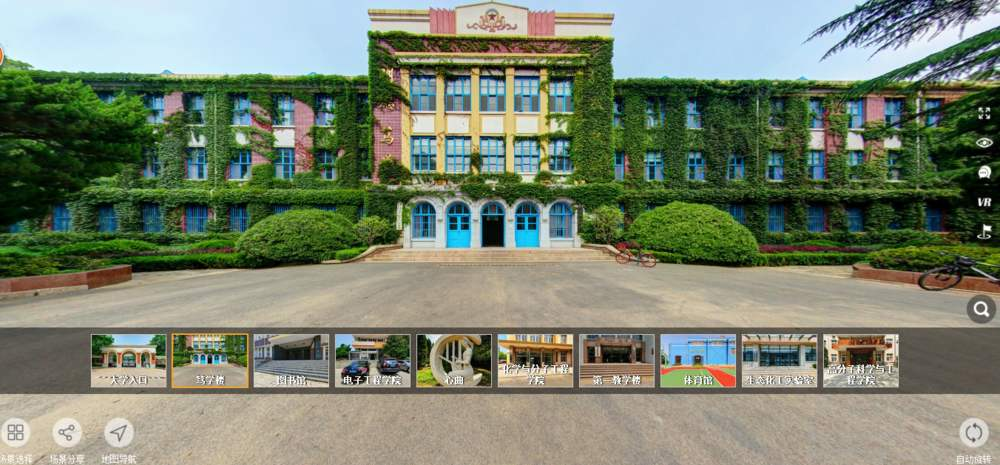 VR
大学入口
笃学楼
图书馆
电子工程学院
心曲
化学与分子工程
学院
第一教学楼
体育馆
生态化工实验室
高分子科学与工
程学院
场景选择
场景分享
地图导航
自动旋转